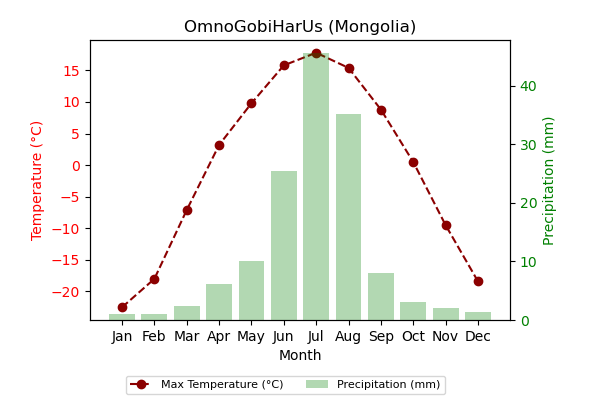 OmnoGobiHarUs (Mongolia)
Temperature (°C)
15
10
5
0
−5
−10
−15
−20
Precipitation (mm)
40
30
20
10
0
Jan Feb Mar Apr May Jun Jul Aug Sep Oct Nov Dec
Month
Max Temperature (°C) Precipitation (mm)